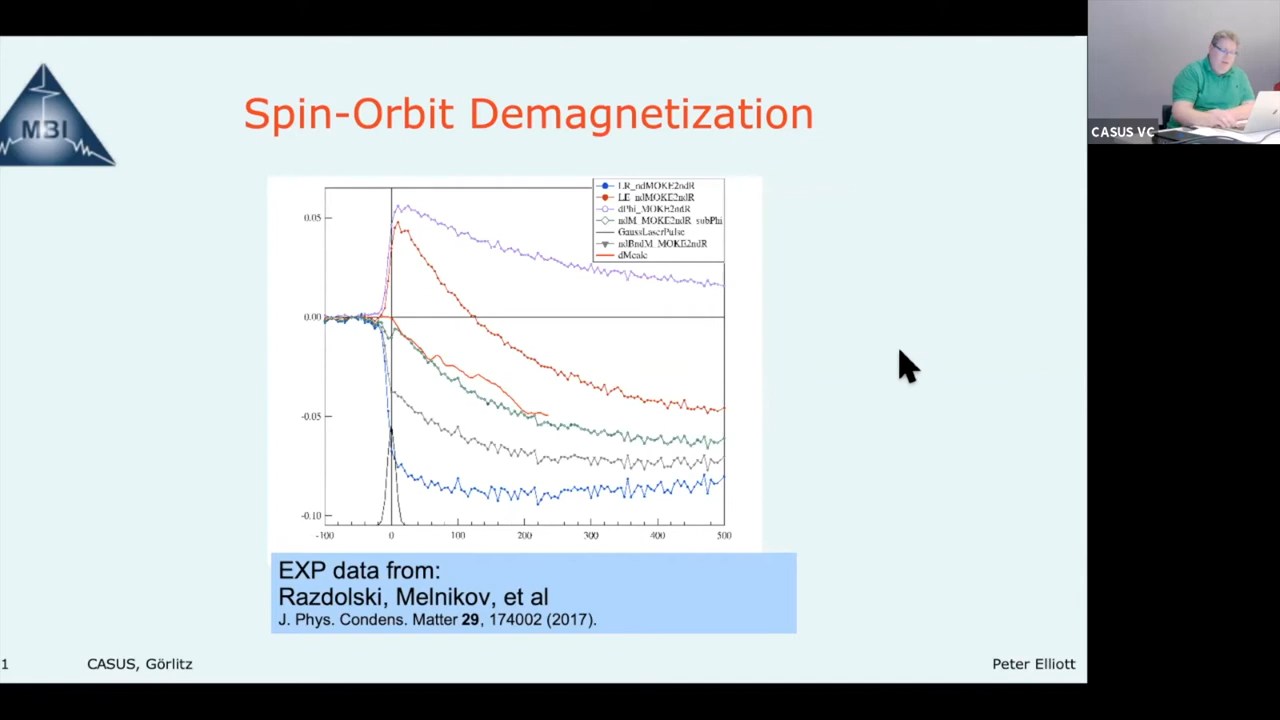 Spin-Orbit Demagnetization
MBI
CASUS VC
LR_ndMOKE2ndR
LE_ndMOKE2ndR
dPhi_MOKE2ndR
ndM_MOKE2ndR_subPhi
GaussLaserPulse
ndBndM_MOKE2ndR
dMcalc
0.05
0.00
-0.05
-0.10
-100 0 100 200 300 400 500
EXP data from:
Razdolski, Melnikov, et al
J. Phys. Condens. Matter 29, 174002 (2017).
1 CASUS, Görlitz Peter Elliott